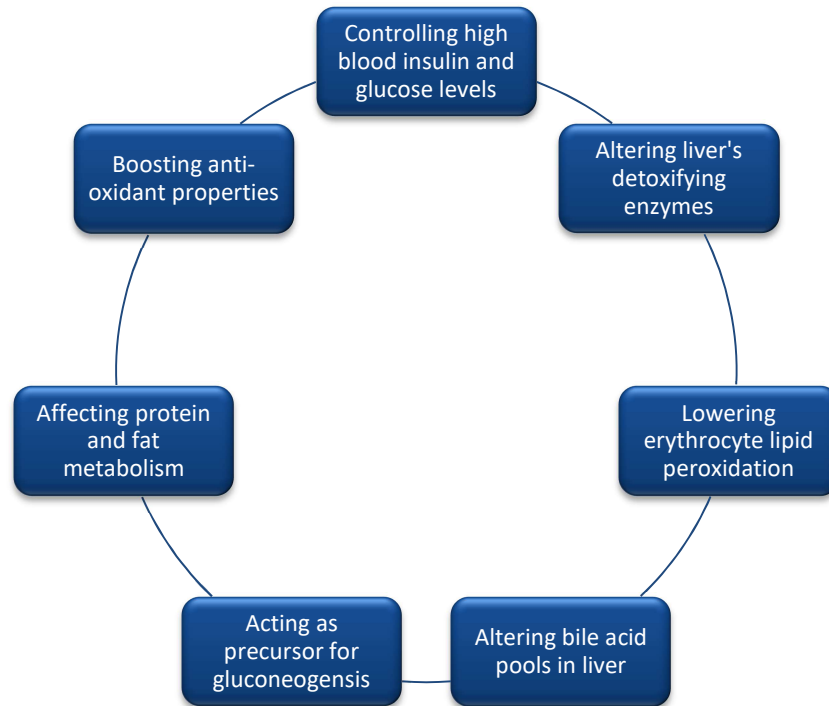 Controlling high
blood insulin and
glucose levels
Altering liver's
detoxifying
enzymes
Lowering
erythrocyte lipid
peroxidation
Altering bile acid
pools in liver
Acting as
precursor for
gluconeogensis
Affecting protein
and fat
metabolism
Boosting anti-
oxidant properties